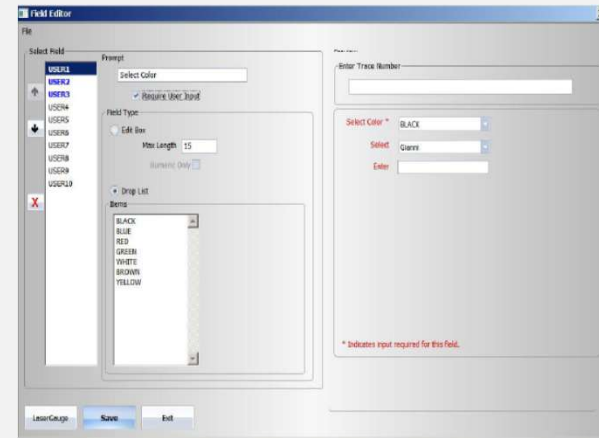 Field Editor
File
Select Field
USER1
USER2
USER3
USER4
USER5
USER6
USER7
USER8
USER9
USER10
X
Prompt
Select Color
Require User Input
Field Type
Edit Box
Max Length 15
Numeric Only
Drop List
Items
BLACK
BLUE
RED
GREEN
WHITE
BROWN
YELLOW
Enter Trace Number
Select Color * BLACK
Select Gianni
Enter
* Indicates input required for this field.
LaserGauge
Save
Exit